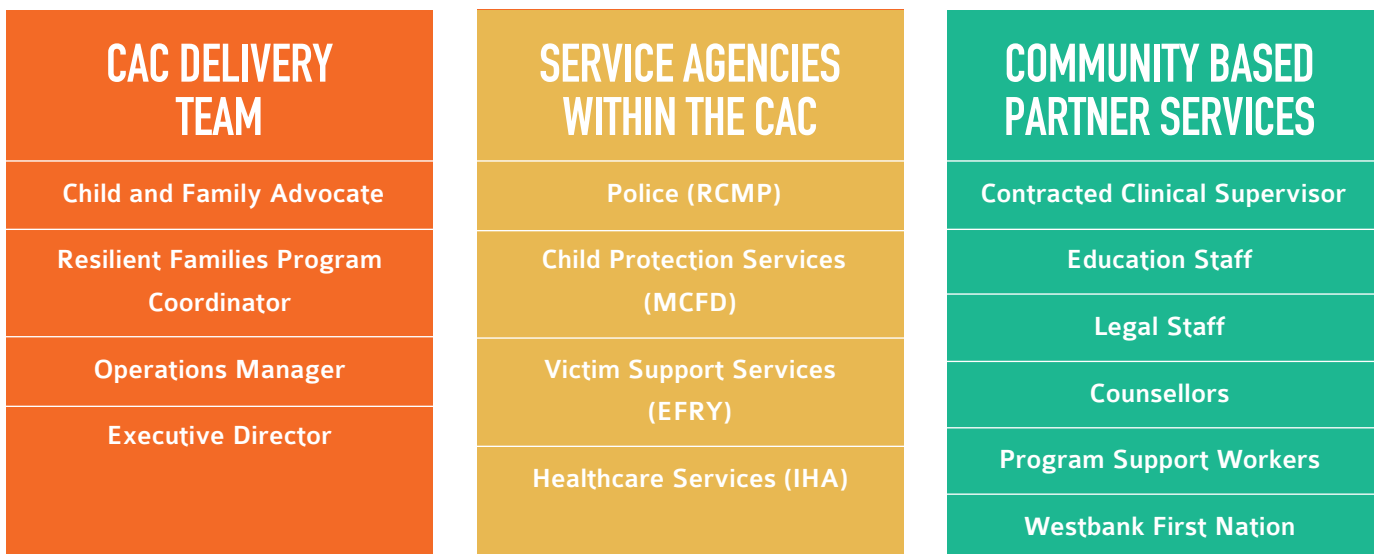 CAC DELIVERY
TEAM
Child and Family Advocate
Resilient Families Program
Coordinator
Operations Manager
Executive Director
SERVICE AGENCIES
WITHIN THE CAC
Police (RCMP)
Child Protection Services
(MCFD)
Victim Support Services
(EFRY)
Healthcare Services (IHA)
COMMUNITY BASED
PARTNER SERVICES
Contracted Clinical Supervisor
Education Staff
Legal Staff
Counsellors
Program Support Workers
Westbank First Nation